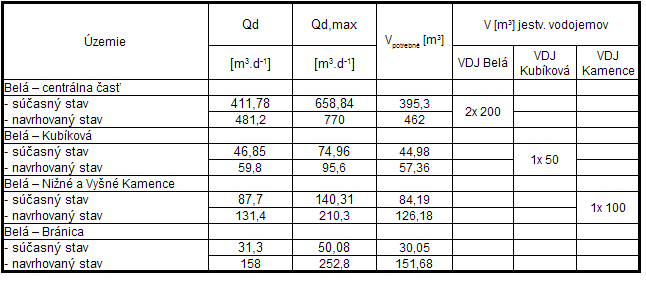 Územie Qd Qd,max Vpotrebné [m³] V [m³] jestv. vodojemov
[m³.d⁻¹] [m³.d⁻¹] VDJ Belá VDJ Kubíková VDJ Kamence
Belá – centrálna časť
- súčasný stav 411,78 658,84 395,3 2x 200
- navrhovaný stav 481,2 770 462
Belá – Kubíková
- súčasný stav 46,85 74,96 44,98 1x 50
- navrhovaný stav 59,8 95,6 57,36
Belá – Nižné a Vyšné Kamence
- súčasný stav 87,7 140,31 84,19 1x 100
- navrhovaný stav 131,4 210,3 126,18
Belá – Bránica
- súčasný stav 31,3 50,08 30,05
- navrhovaný stav 158 252,8 151,68